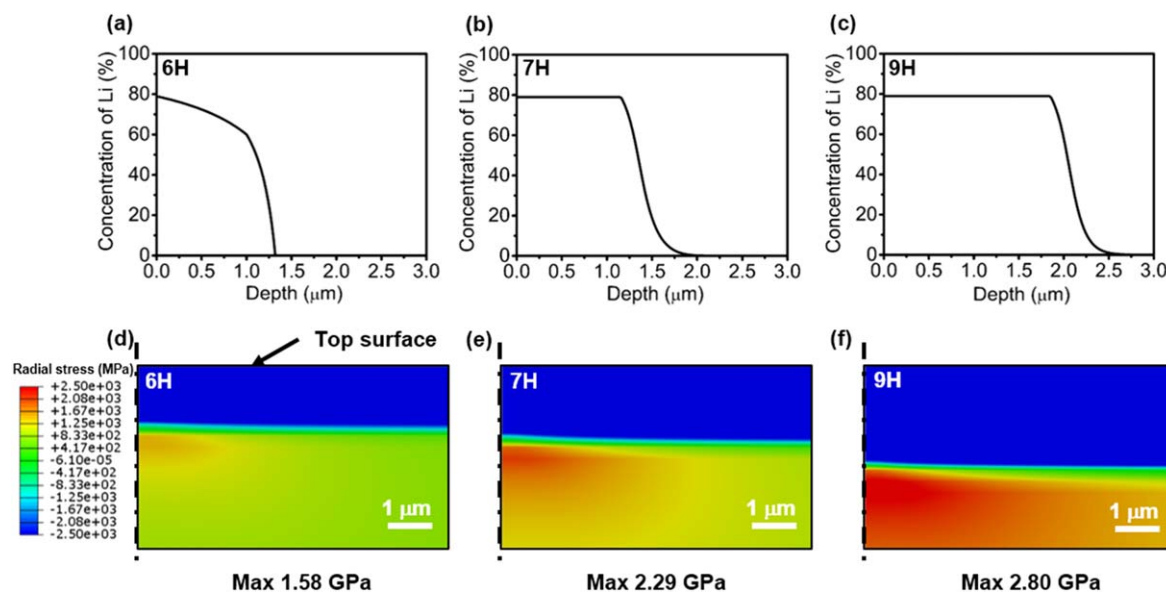 (a)
100
6H
80
60
40
20
0
0.0 0.5 1.0 1.5 2.0 2.5 3.0
Depth (μm)
Concentration of Li (%)
(b)
100
7H
80
60
40
20
0
0.0 0.5 1.0 1.5 2.0 2.5 3.0
Depth (μm)
Concentration of Li (%)
(c)
100
9H
80
60
40
20
0
0.0 0.5 1.0 1.5 2.0 2.5 3.0
Depth (μm)
Concentration of Li (%)
(d)
Top surface
Radial stress (MPa)
+2.50e+03
+2.08e+03
+1.67e+03
+1.25e+03
+8.33e+02
+4.17e+02
-6.10e-05
-4.17e+02
-8.33e+02
-1.25e+03
-1.67e+03
-2.08e+03
-2.50e+03
6H
1 μm
Max 1.58 GPa
(e)
7H
1 μm
Max 2.29 GPa
(f)
9H
1 μm
Max 2.80 GPa